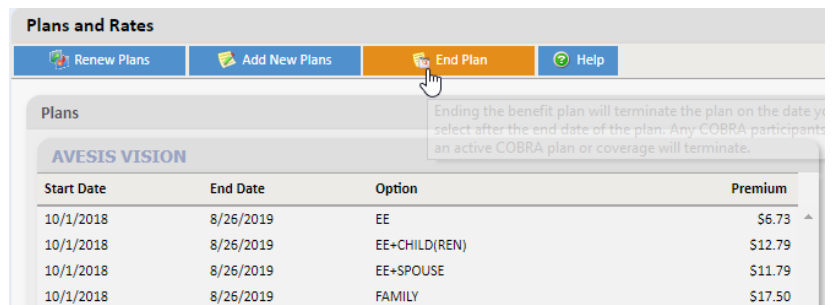 Plans and Rates
Renew Plans Add New Plans End Plan Help
Ending the benefit plan will terminate the plan on the date yo
Plans select after the end date of the plan. Any COBRA participants
an active COBRA plan or coverage will terminate.
AVESIS VISION
Start Date End Date Option Premium
10/1/2018 8/26/2019 EE $6.73
10/1/2018 8/26/2019 EE+CHILD(REN) $12.79
10/1/2018 8/26/2019 EE+SPOUSE $11.79
10/1/2018 8/26/2019 FAMILY $17.50